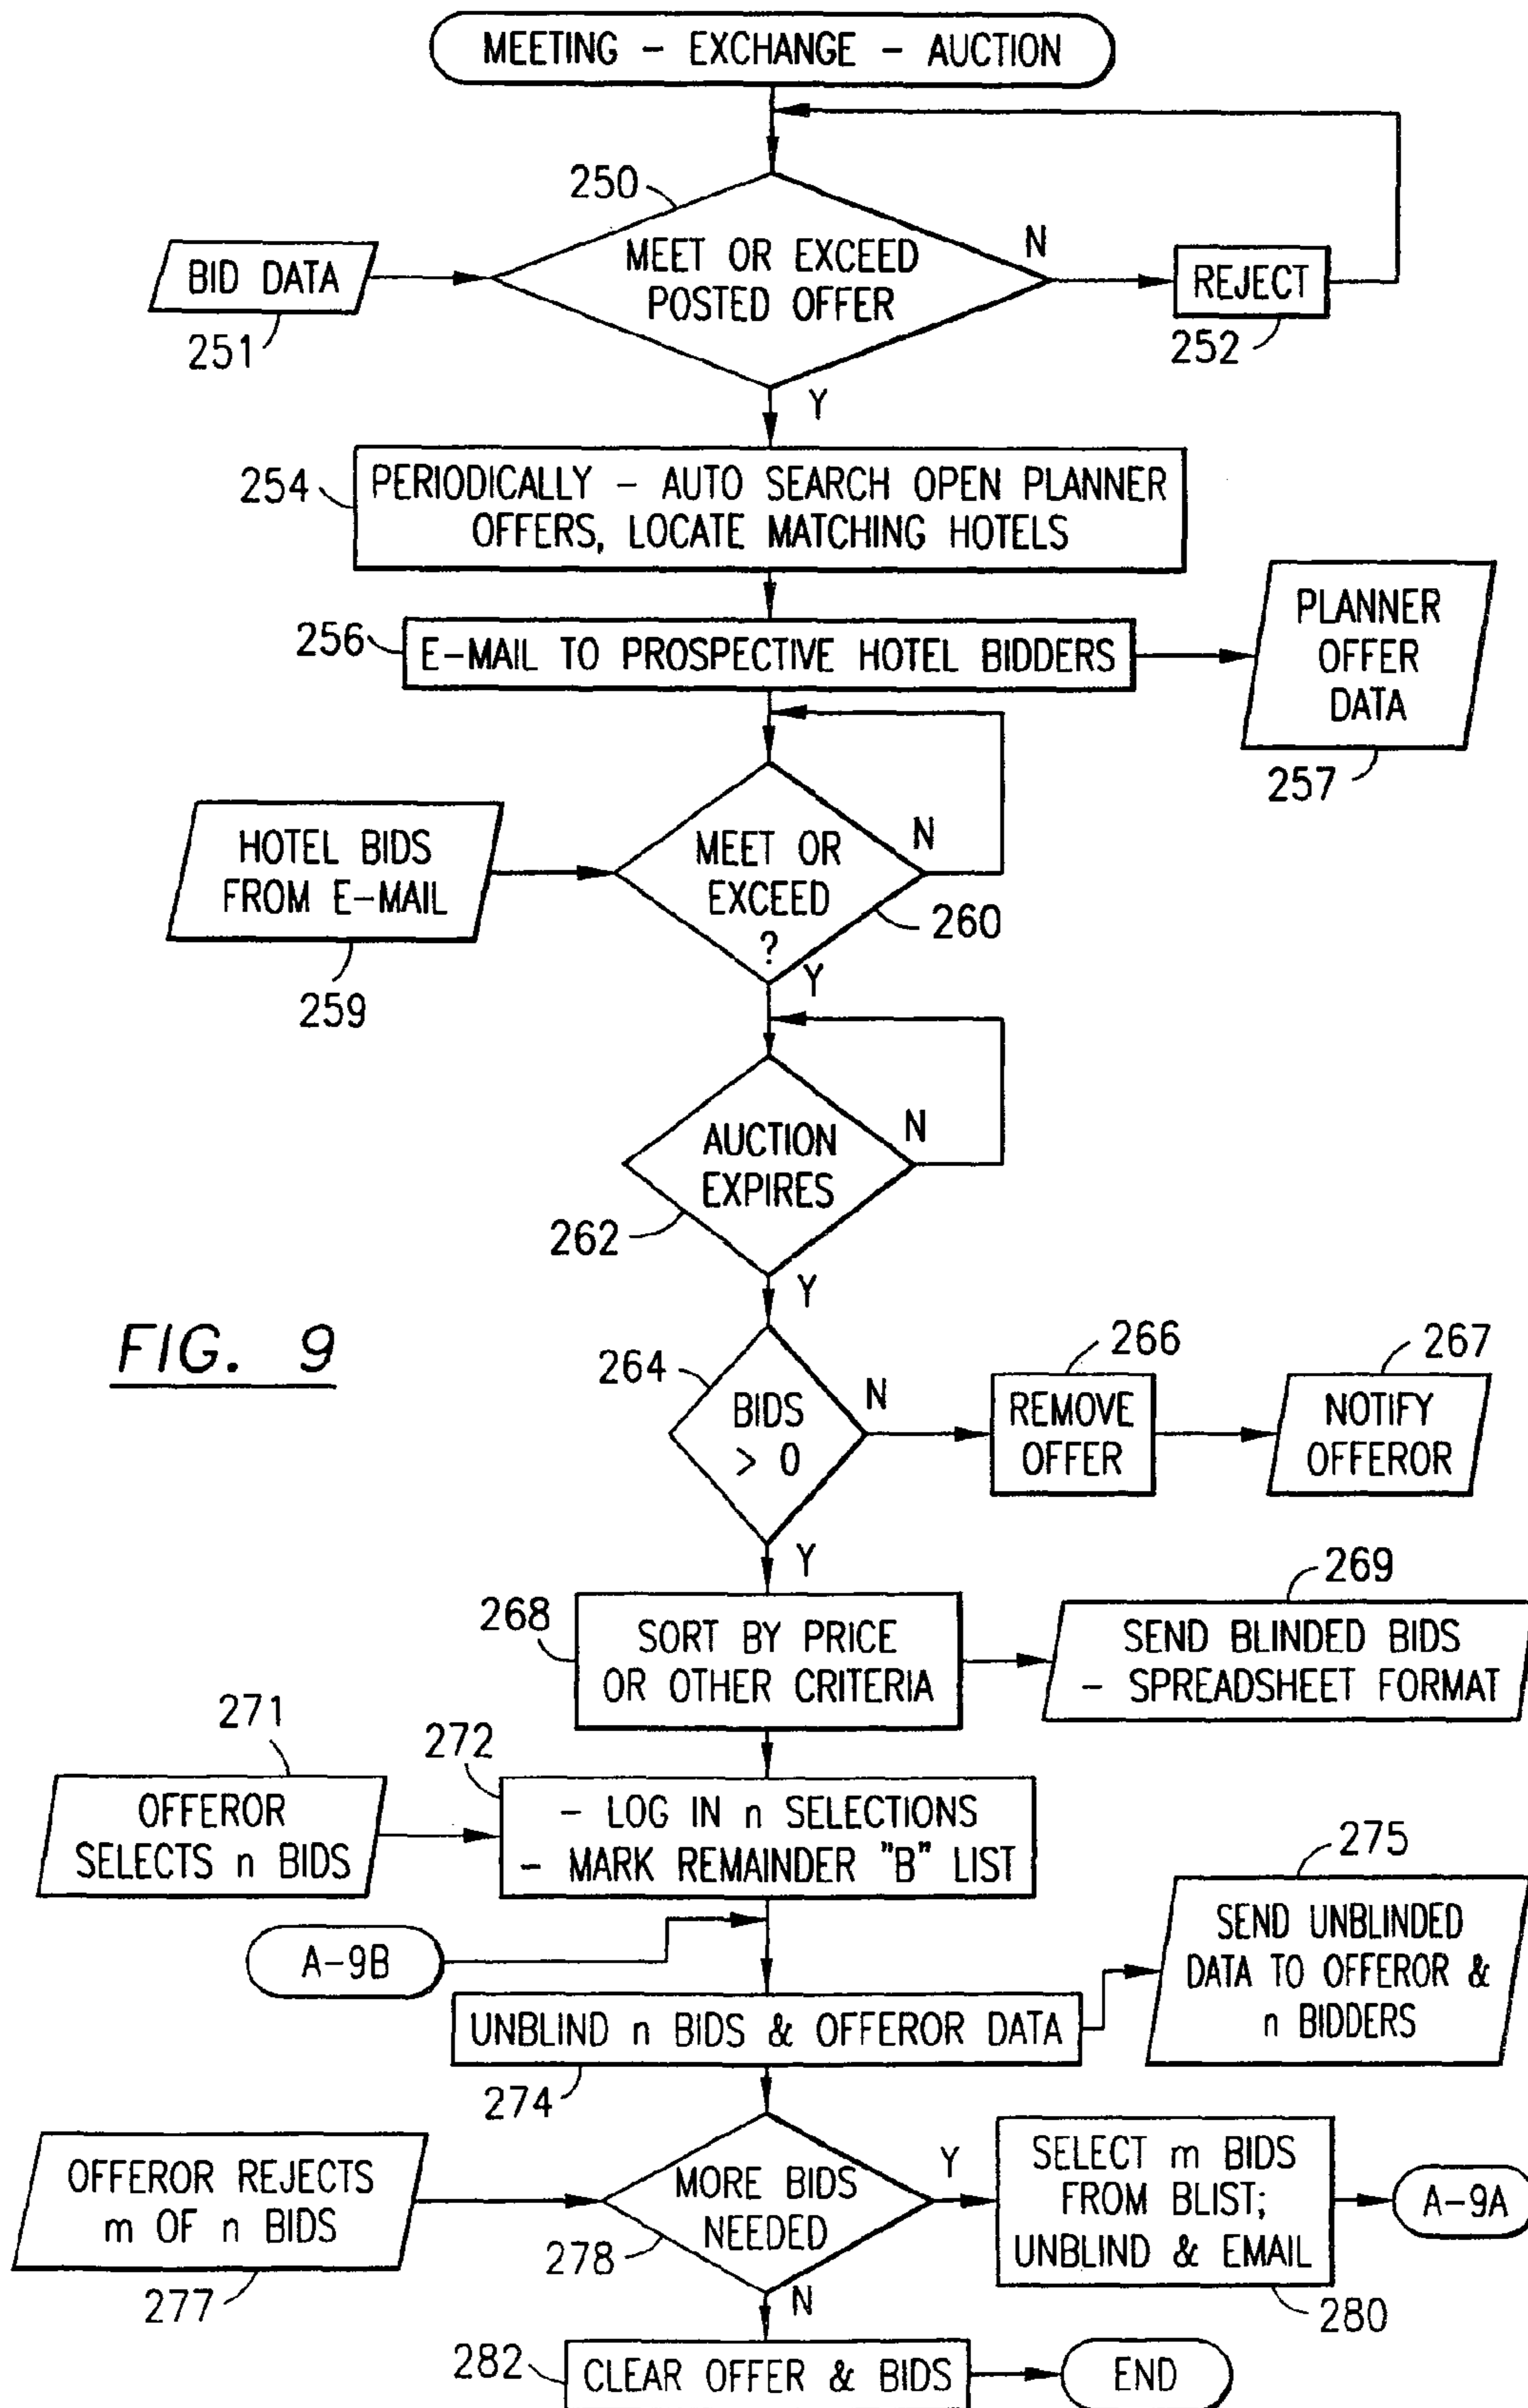 MEETING - EXCHANGE - AUCTION
250
MEET OR EXCEED
POSTED OFFER
N
BID DATA
251
REJECT
252
Y
254
PERIODICALLY - AUTO SEARCH OPEN PLANNER
OFFERS, LOCATE MATCHING HOTELS
256
E-MAIL TO PROSPECTIVE HOTEL BIDDERS
PLANNER
OFFER
DATA
257
HOTEL BIDS
FROM E-MAIL
259
MEET OR
EXCEED
?
N
260
Y
AUCTION
EXPIRES
N
262
Y
FIG. 9
264
BIDS
> 0
N
266
REMOVE
OFFER
267
NOTIFY
OFFEROR
Y
268
SORT BY PRICE
OR OTHER CRITERIA
269
SEND BLINDED BIDS
- SPREADSHEET FORMAT
271
OFFEROR
SELECTS n BIDS
272
- LOG IN n SELECTIONS
- MARK REMAINDER "B" LIST
A-9B
275
SEND UNBLINDED
DATA TO OFFEROR &
n BIDDERS
UNBLIND n BIDS & OFFEROR DATA
274
OFFEROR REJECTS
m OF n BIDS
277
MORE BIDS
NEEDED
278
Y
SELECT m BIDS
FROM BLIST;
UNBLIND & EMAIL
280
A-9A
N
282
CLEAR OFFER & BIDS
END